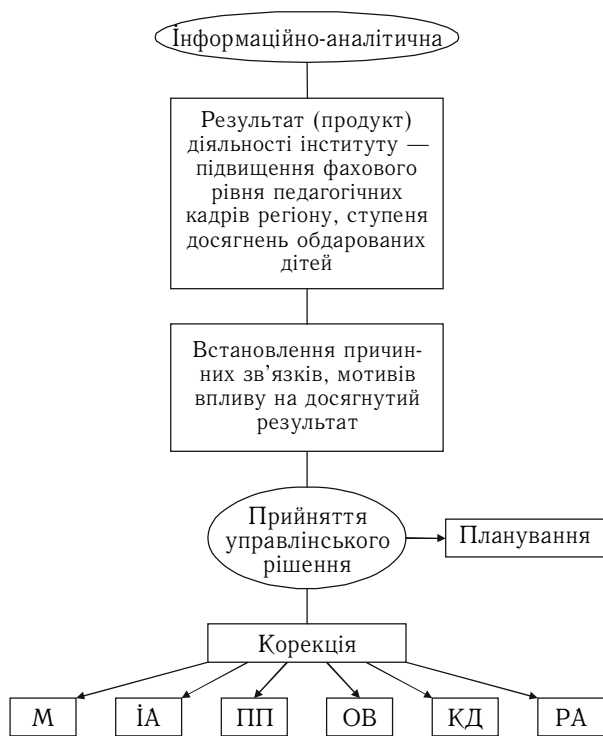 Інформаційно-аналітична
Результат (продукт)
діяльності інституту —
підвищення фахового
рівня педагогічних
кадрів регіону, ступеня
досягнень обдарованих
дітей
Встановлення причин-
них зв’язків, мотивів
впливу на досягнутий
результат
Прийняття
управлінського
рішення
Планування
Корекція
М ІА ПП ОВ КД РА